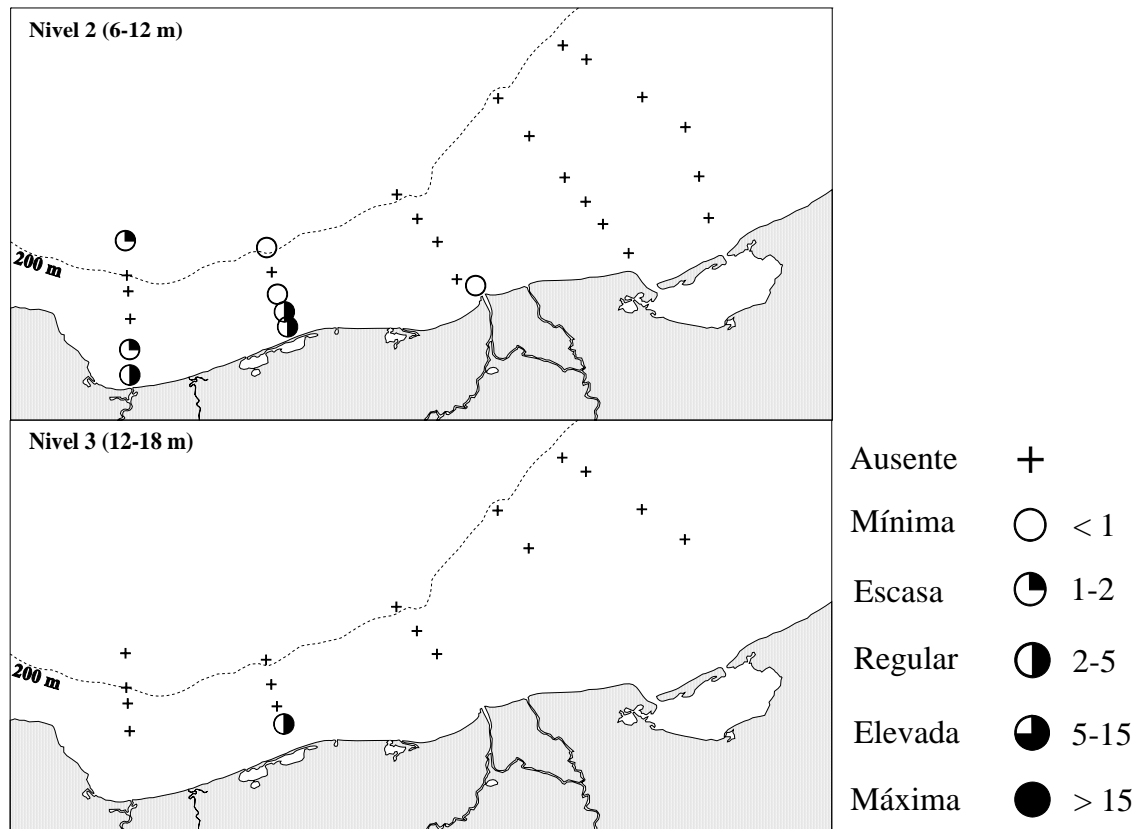 Nivel 2 (6-12 m)
200 m
Nivel 3 (12-18 m)
200 m
Ausente +
Mínima < 1
Escasa 1-2
Regular 2-5
Elevada 5-15
Máxima > 15